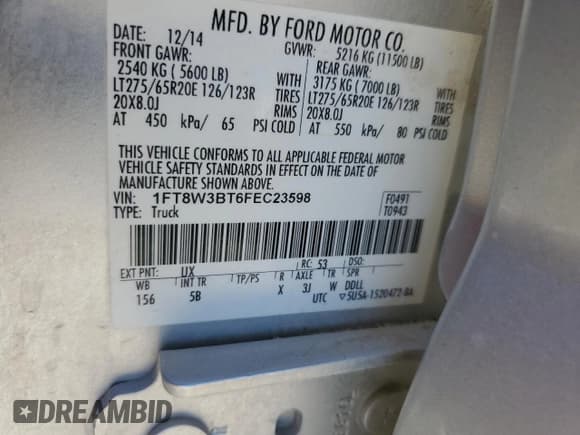 MFD. BY FORD MOTOR CO.
12/14
GVWR: 5216 KG (11500 LB)
FRONT GAWR:
2540 KG ( 5600 LB)
WITH
LT275/65R20E 126/123R
TIRES
20X8.0J
RIMS
AT 450 kPa/ 65 PSI COLD
REAR GAWR:
3175 KG ( 7000 LB)
WITH
LT275/65R20E 126/123R
TIRES
20X8.0J
RIMS
AT 550 kPa/ 80 PSI COLD
THIS VEHICLE CONFORMS TO ALL APPLICABLE FEDERAL MOTOR
VEHICLE SAFETY STANDARDS IN EFFECT ON THE DATE OF
MANUFACTURE SHOWN ABOVE.
VIN: 1FT8W3BT6FEC23598
TYPE: Truck
F0491
T0943
EXT PNT: UX RC: 53 DSO:
WB INT TR TP/PS R AXLE TR SPR
156 5B X 3J W DDLL
UTC ▽5U5A-1520472-BA
DREAMBID